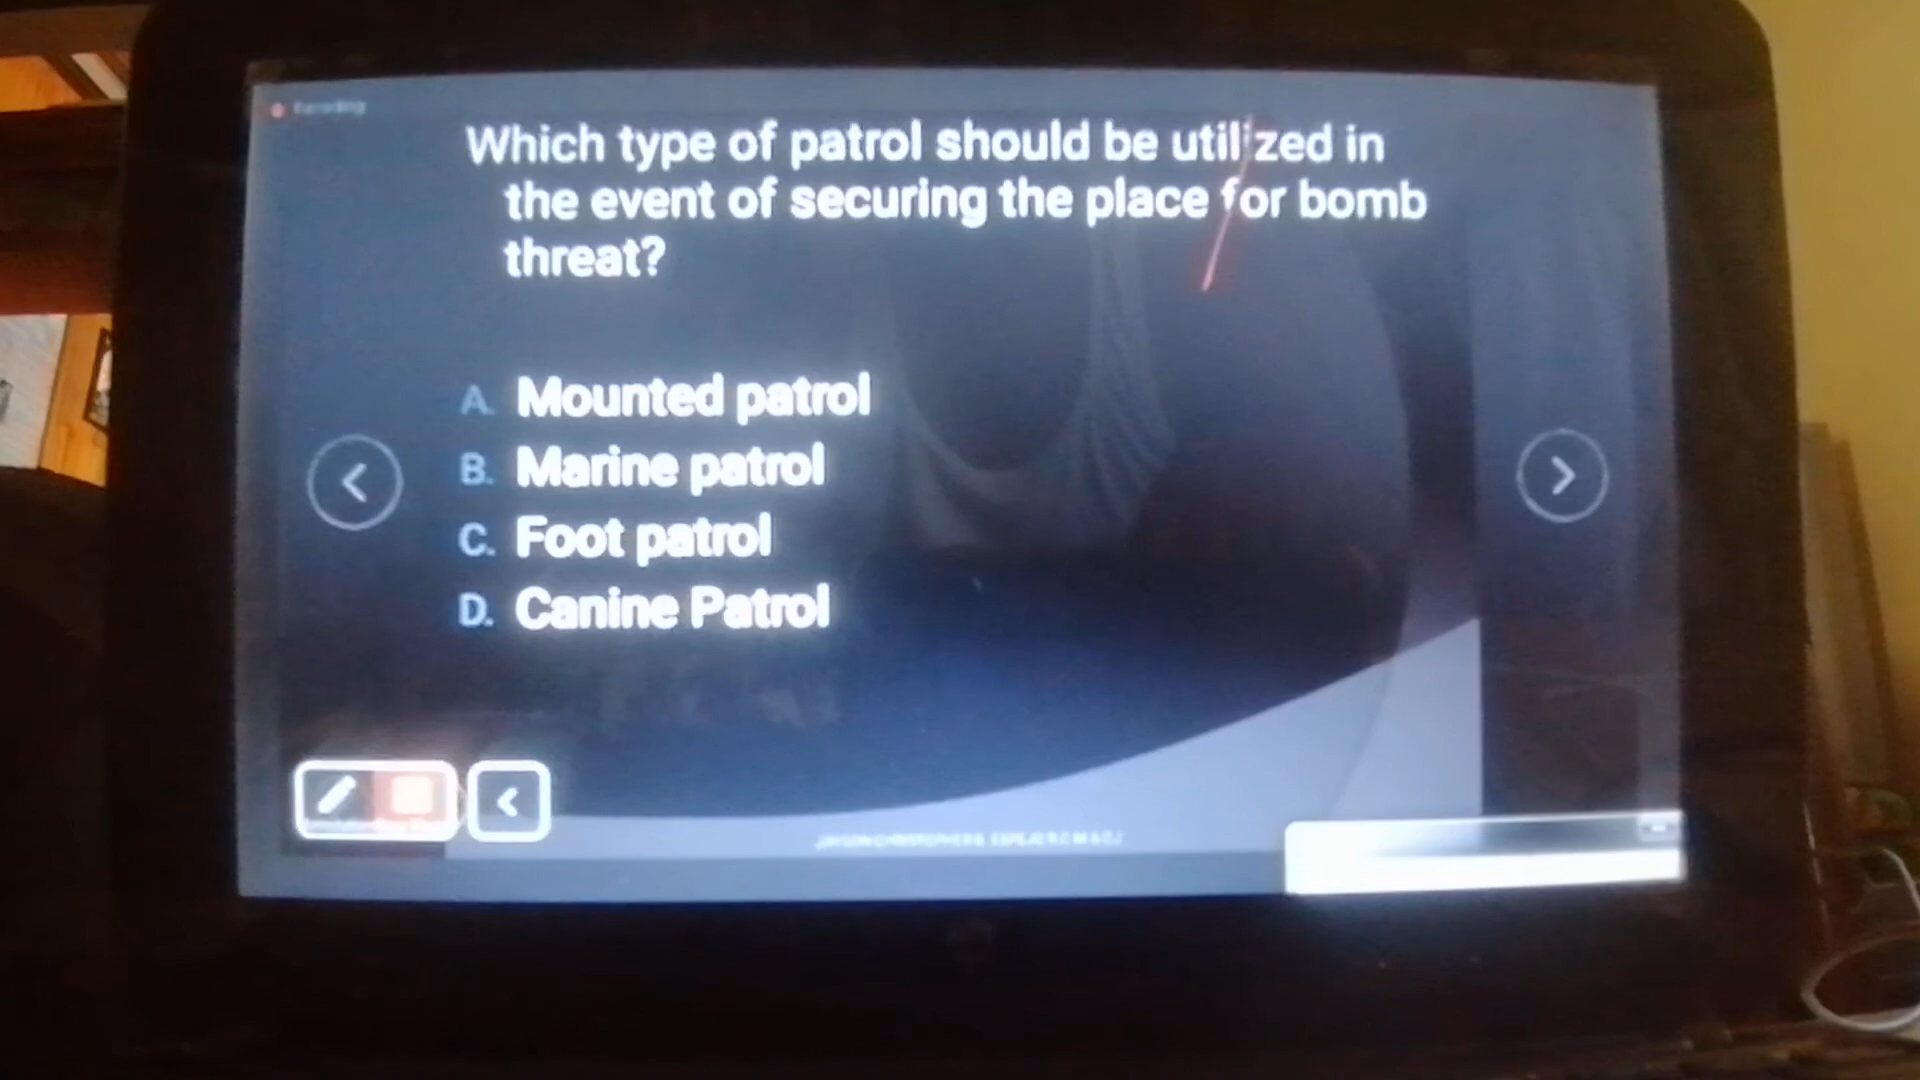 Recording
Which type of patrol should be utilized in
the event of securing the place for bomb
threat?
A. Mounted patrol
B. Marine patrol
C. Foot patrol
D. Canine Patrol